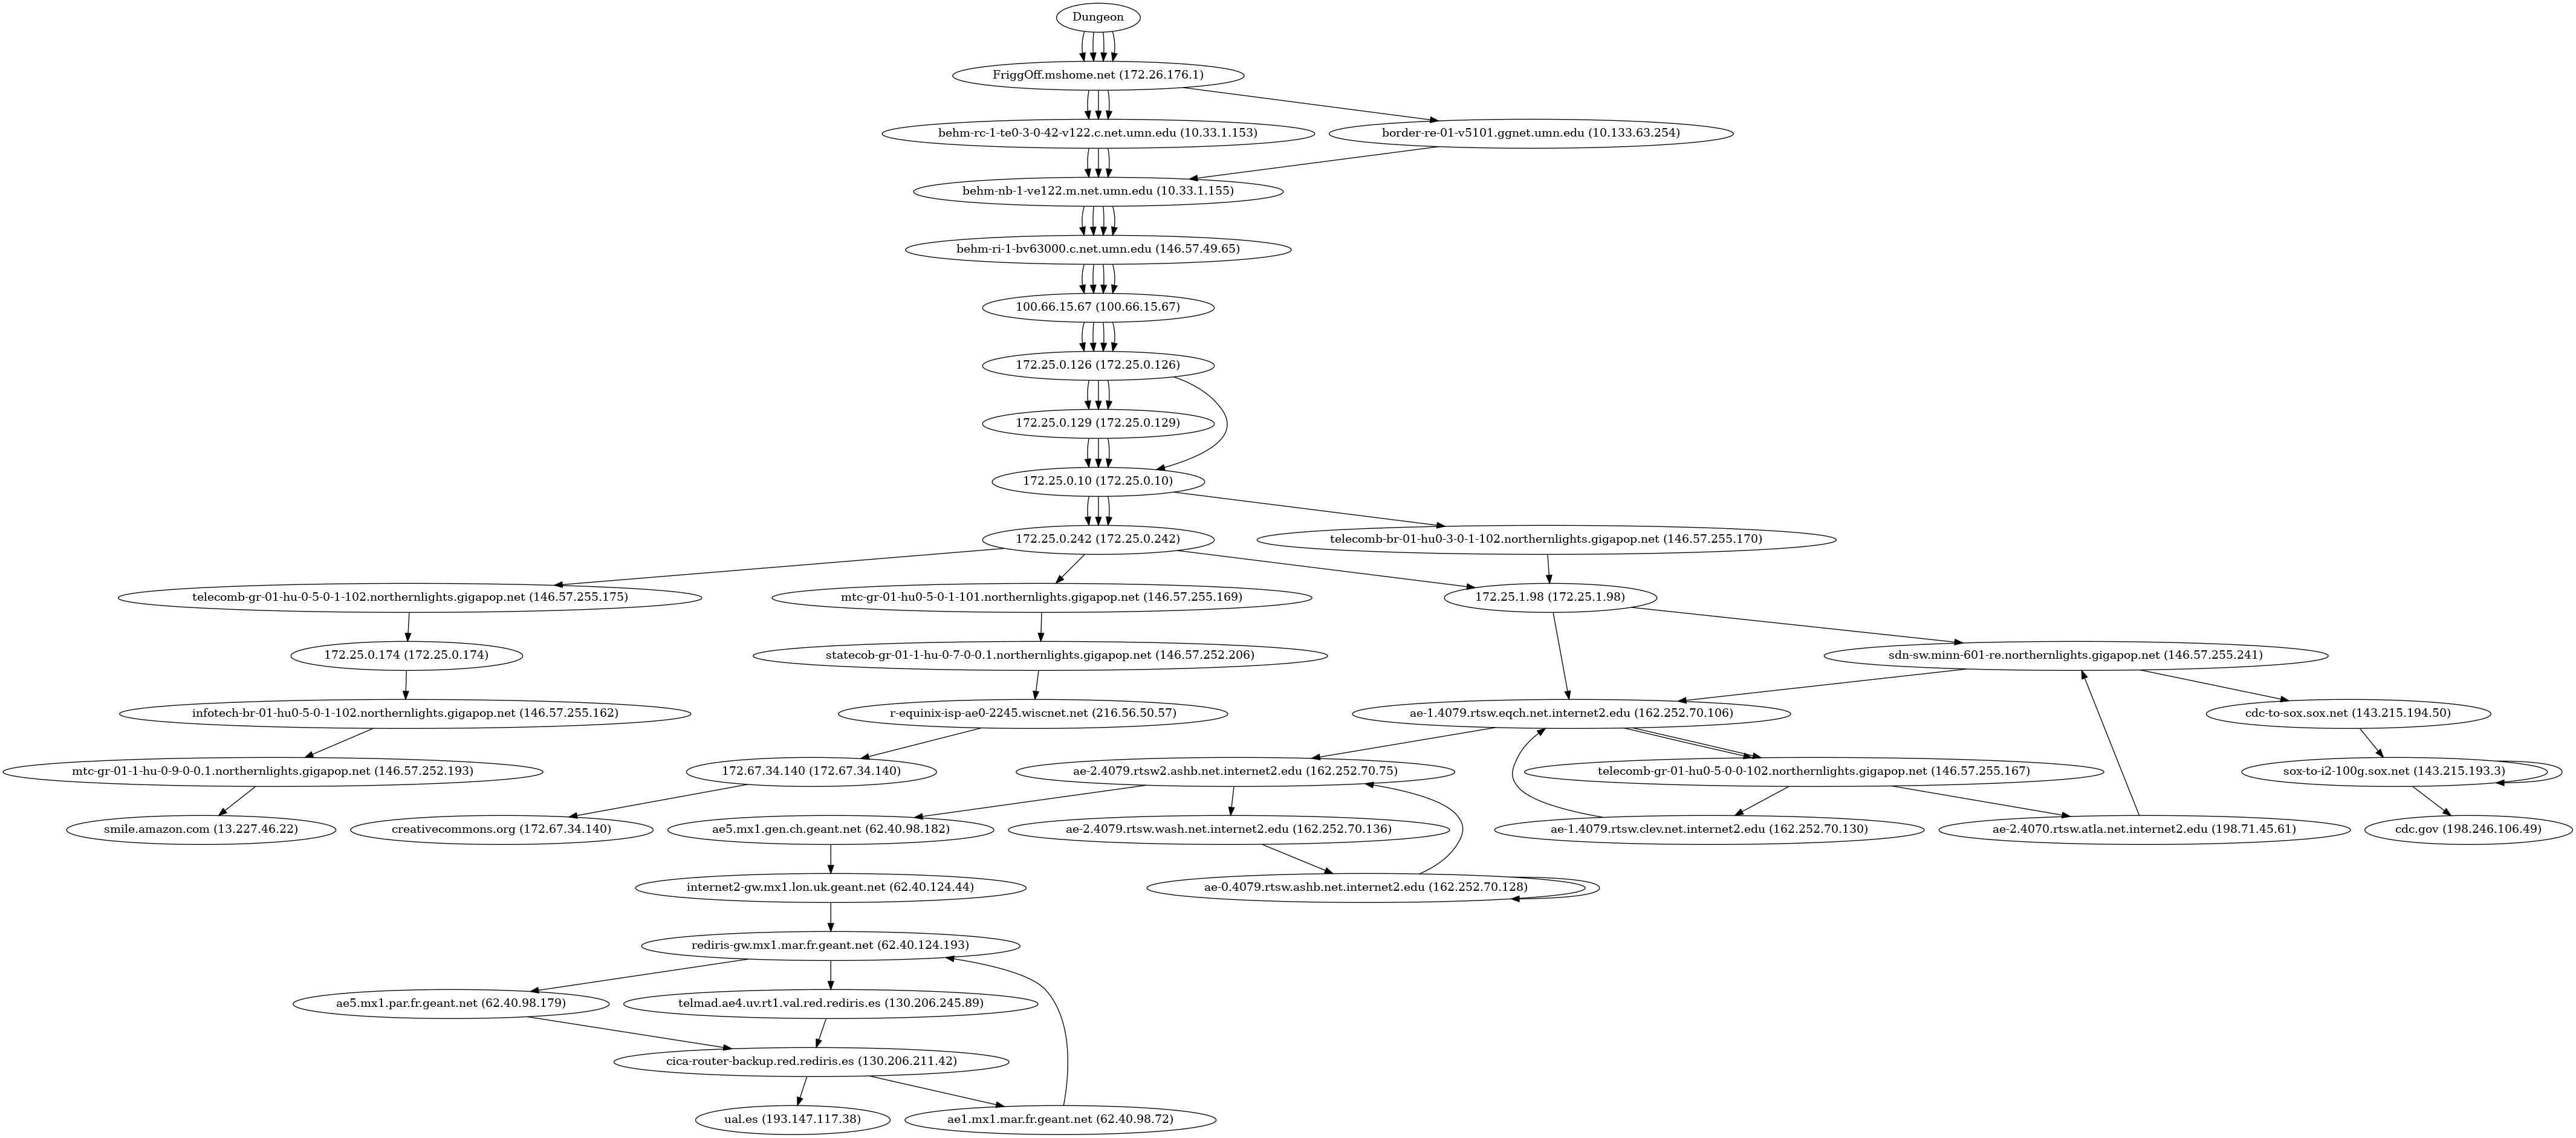 Dungeon
FriggOff.mshome.net (172.26.176.1)
behm-rc-1-te0-3-0-42-v122.c.net.umn.edu (10.33.1.153)
border-re-01-v5101.ggnet.umn.edu (10.133.63.254)
behm-nb-1-ve122.m.net.umn.edu (10.33.1.155)
behm-ri-1-bv63000.c.net.umn.edu (146.57.49.65)
100.66.15.67 (100.66.15.67)
172.25.0.126 (172.25.0.126)
172.25.0.129 (172.25.0.129)
172.25.0.10 (172.25.0.10)
172.25.0.242 (172.25.0.242)
telecomb-br-01-hu0-3-0-1-102.northernlights.gigapop.net (146.57.255.170)
telecomb-gr-01-hu-0-5-0-1-102.northernlights.gigapop.net (146.57.255.175)
mtc-gr-01-hu0-5-0-1-101.northernlights.gigapop.net (146.57.255.169)
172.25.1.98 (172.25.1.98)
172.25.0.174 (172.25.0.174)
statecob-gr-01-1-hu-0-7-0-0.1.northernlights.gigapop.net (146.57.252.206)
sdn-sw.minn-601-re.northernlights.gigapop.net (146.57.255.241)
infotech-br-01-hu0-5-0-1-102.northernlights.gigapop.net (146.57.255.162)
r-equinix-isp-ae0-2245.wiscnet.net (216.56.50.57)
ae-1.4079.rtsw.eqch.net.internet2.edu (162.252.70.106)
cdc-to-sox.sox.net (143.215.194.50)
mtc-gr-01-1-hu-0-9-0-0.1.northernlights.gigapop.net (146.57.252.193)
172.67.34.140 (172.67.34.140)
ae-2.4079.rtsw2.ashb.net.internet2.edu (162.252.70.75)
telecomb-gr-01-hu0-5-0-0-102.northernlights.gigapop.net (146.57.255.167)
sox-to-i2-100g.sox.net (143.215.193.3)
smile.amazon.com (13.227.46.22)
creativecommons.org (172.67.34.140)
ae5.mx1.gen.ch.geant.net (62.40.98.182)
ae-2.4079.rtsw.wash.net.internet2.edu (162.252.70.136)
ae-1.4079.rtsw.clev.net.internet2.edu (162.252.70.130)
ae-2.4070.rtsw.atla.net.internet2.edu (198.71.45.61)
cdc.gov (198.246.106.49)
internet2-gw.mx1.lon.uk.geant.net (62.40.124.44)
ae-0.4079.rtsw.ashb.net.internet2.edu (162.252.70.128)
rediris-gw.mx1.mar.fr.geant.net (62.40.124.193)
ae5.mx1.par.fr.geant.net (62.40.98.179)
telmad.ae4.uv.rt1.val.red.rediris.es (130.206.245.89)
cica-router-backup.red.rediris.es (130.206.211.42)
ual.es (193.147.117.38)
ae1.mx1.mar.fr.geant.net (62.40.98.72)